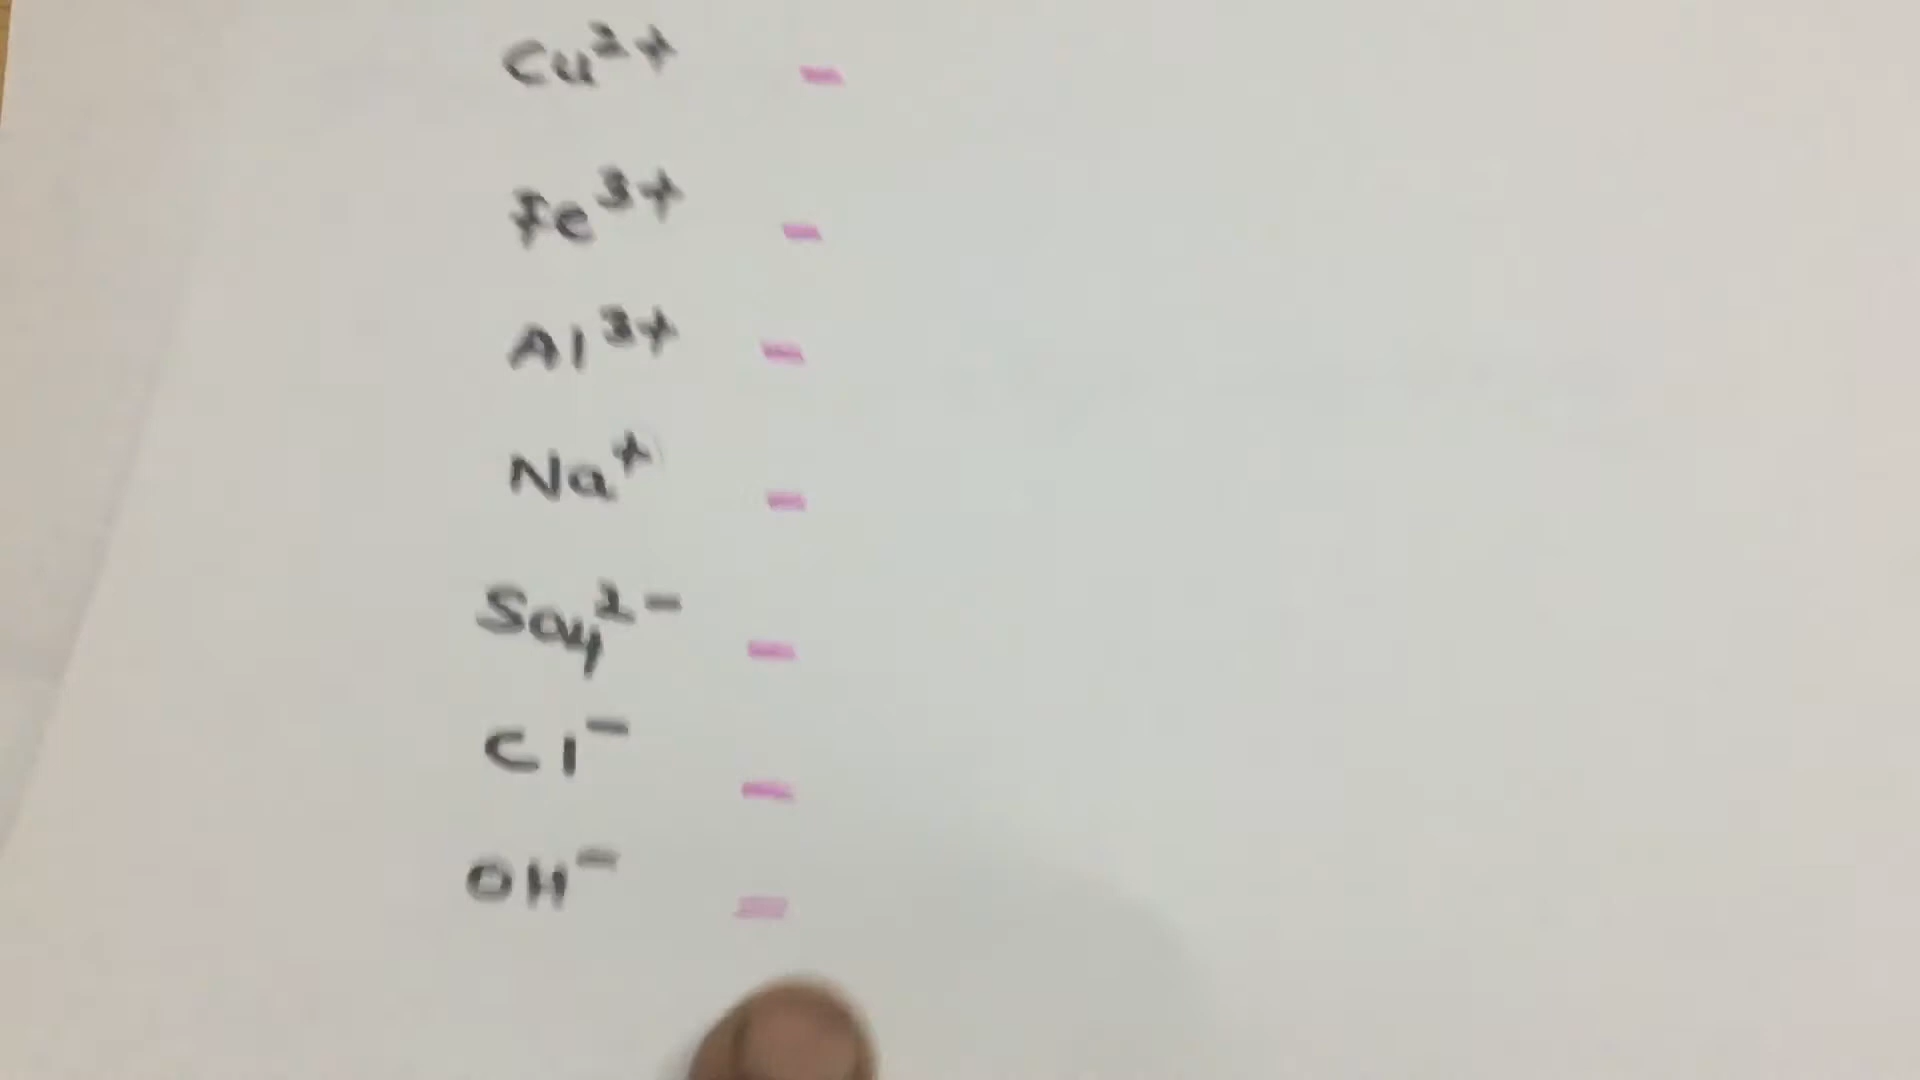 Cu²⁺ -
Fe³⁺ -
Al³⁺ -
Na⁺ -
SO₄²⁻ -
Cl⁻ -
OH⁻ -